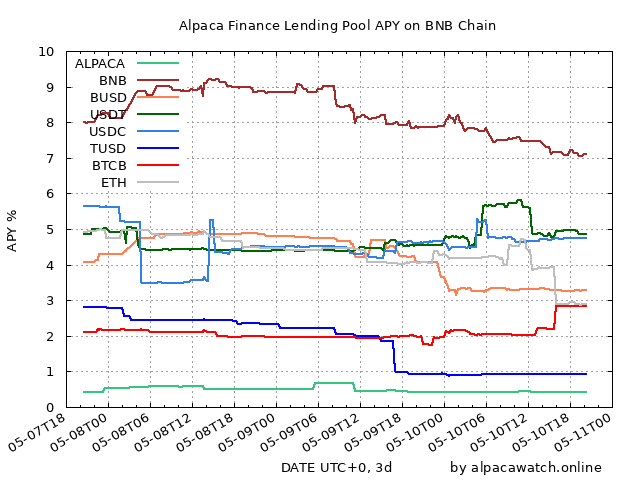 Alpaca Finance Lending Pool APY on BNB Chain
APY %
10
9
8
7
6
5
4
3
2
1
0
ALPACA
BNB
BUSD
USDT
USDC
TUSD
BTCB
ETH
05-07T18
05-08T00
05-08T06
05-08T12
05-08T18
05-09T00
05-09T06
05-09T12
05-09T18
05-10T00
05-10T06
05-10T12
05-10T18
05-11T00
DATE UTC+0, 3d
by alpacawatch.online